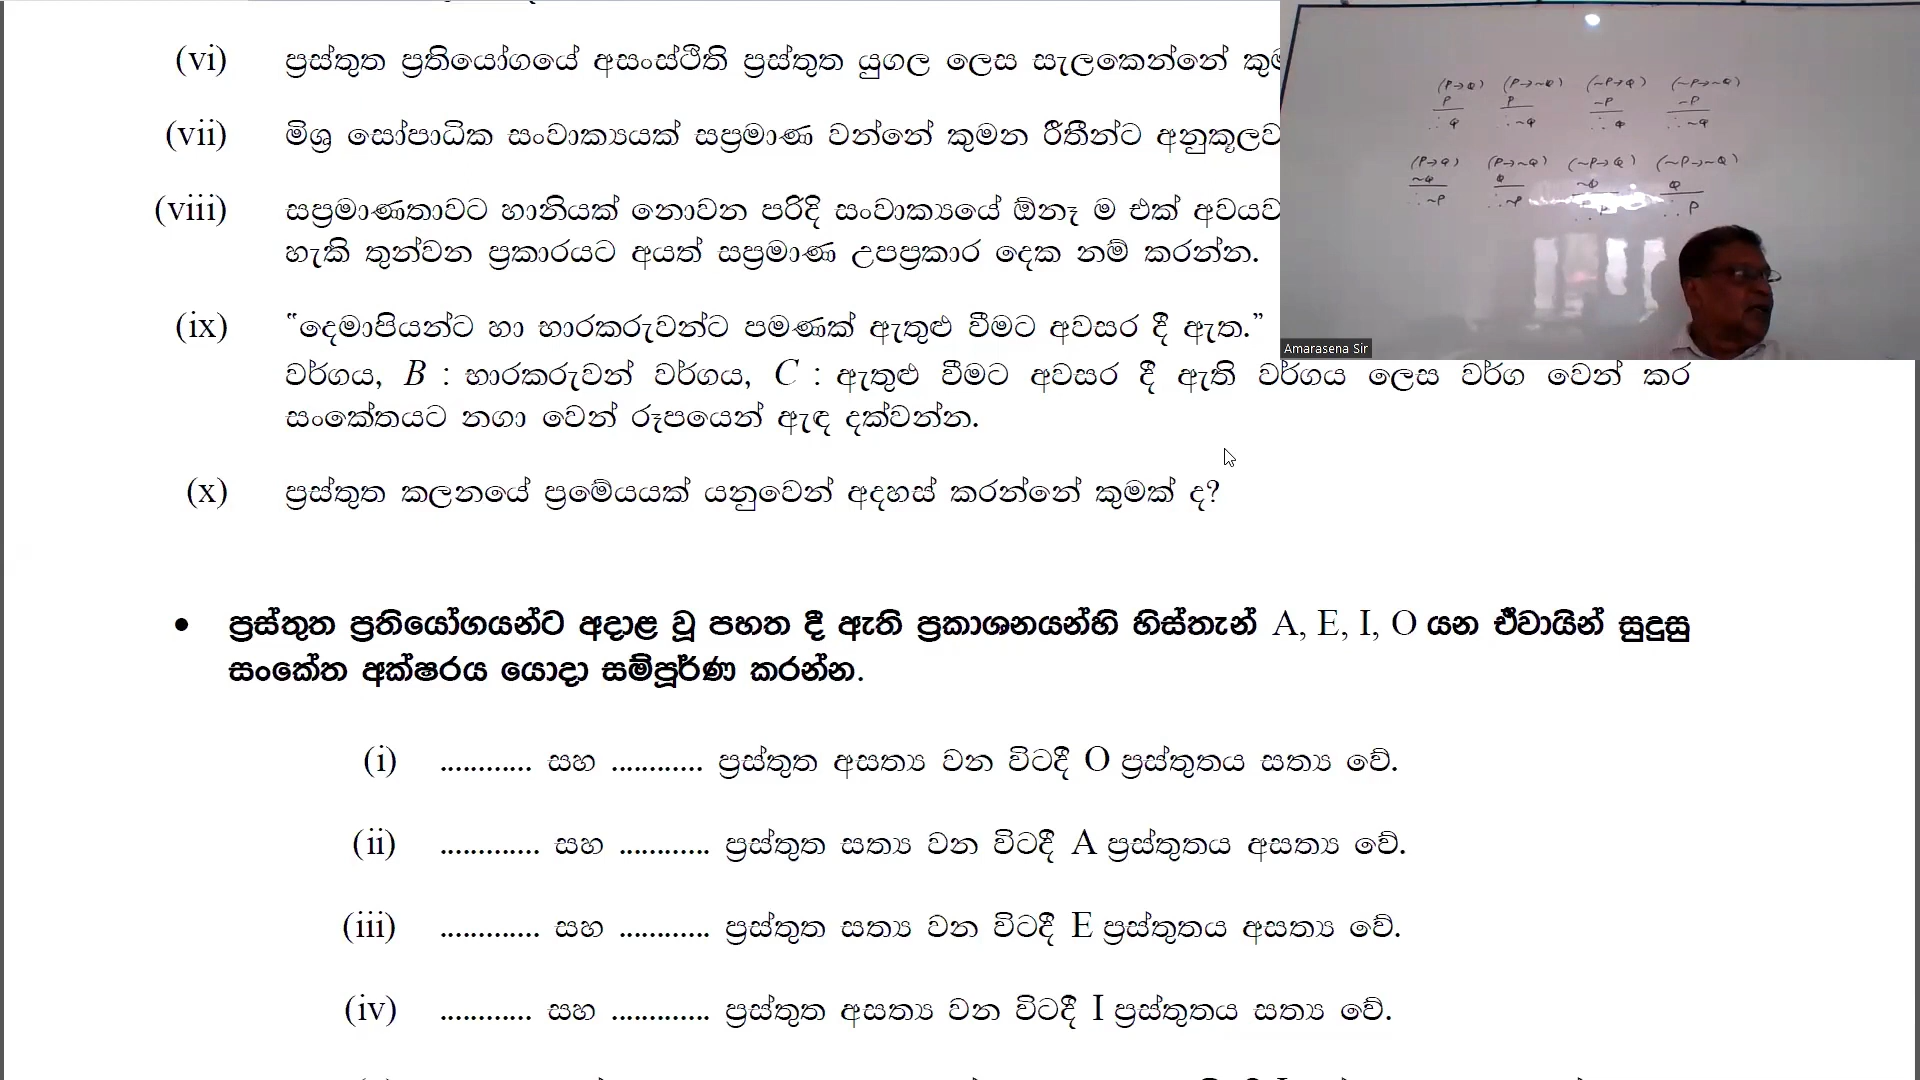 (vi) ප්‍රස්තුත ප්‍රතියෝගයේ අසංස්ථිති ප්‍රස්තුත යුගල ලෙස සැලකෙන්නේ
(vii) මිශ්‍ර සෝපාධික සංවාක්‍යයක් සප්‍රමාණ වන්නේ කුමන රීතීන්ට අනුකූලව
(viii) සප්‍රමාණතාවට හානියක් නොවන පරිදි සංවාක්‍යයේ ඕනෑ ම එක් අවයව
හැකි තුන්වන ප්‍රකාරයට අයත් සප්‍රමාණ උපප්‍රකාර දෙක නම් කරන්න.
(ix) “දෙමාපියන්ට හා භාරකරුවන්ට පමණක් ඇතුළු වීමට අවසර දී ඇත.”
වර්ගය, B : භාරකරුවන් වර්ගය, C : ඇතුළු වීමට අවසර දී ඇති වර්ගය ලෙස වර්ග වෙන් කර
සංකේතයට නගා වෙන් රූපයෙන් ඇඳ දක්වන්න.
(x) ප්‍රස්තුත කලනයේ ප්‍රමේයයක් යනුවෙන් අදහස් කරන්නේ කුමක් ද?
• ප්‍රස්තුත ප්‍රතියෝගයන්ට අදාළ වූ පහත දී ඇති ප්‍රකාශනයන්හි හිස්තැන් A, E, I, O යන ඒවායින් සුදුසු
සංකේත අක්ෂරය යොදා සම්පූර්ණ කරන්න.
(i) ............ සහ ............ ප්‍රස්තුත අසත්‍ය වන විටදී O ප්‍රස්තුතය සත්‍ය වේ.
(ii) ............. සහ ............ ප්‍රස්තුත සත්‍ය වන විටදී A ප්‍රස්තුතය අසත්‍ය වේ.
(iii) ............. සහ ............ ප්‍රස්තුත සත්‍ය වන විටදී E ප්‍රස්තුතය අසත්‍ය වේ.
(iv) ............ සහ ............. ප්‍රස්තුත අසත්‍ය වන විටදී I ප්‍රස්තුතය සත්‍ය වේ.
(P→Q) (P→~Q) (~P→Q) (~P→~Q)
P P ~P ~P
∴ Q ∴ ~Q ∴ Q ∴ ~Q
(P→Q) (P→~Q) (~P→Q) (~P→~Q)
~Q Q ~Q Q
∴ ~P ∴ ~P ∴ P ∴ P
Amarasena Sir